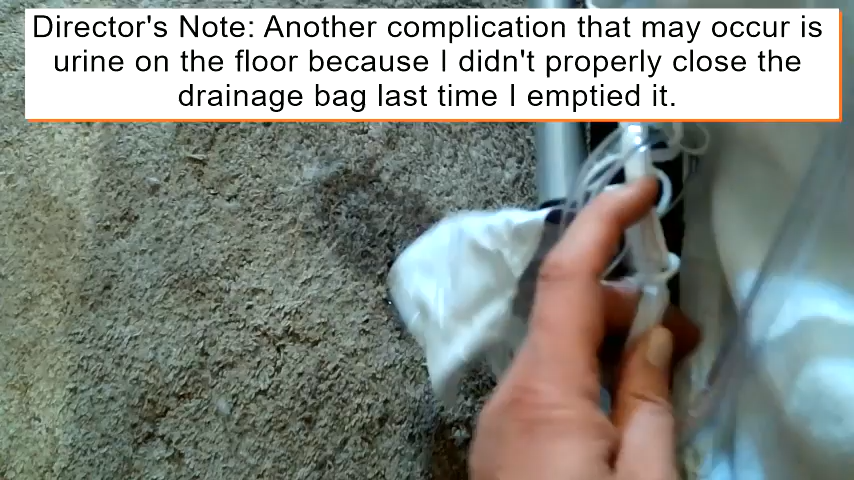 Director's Note: Another complication that may occur is
urine on the floor because I didn't properly close the
drainage bag last time I emptied it.